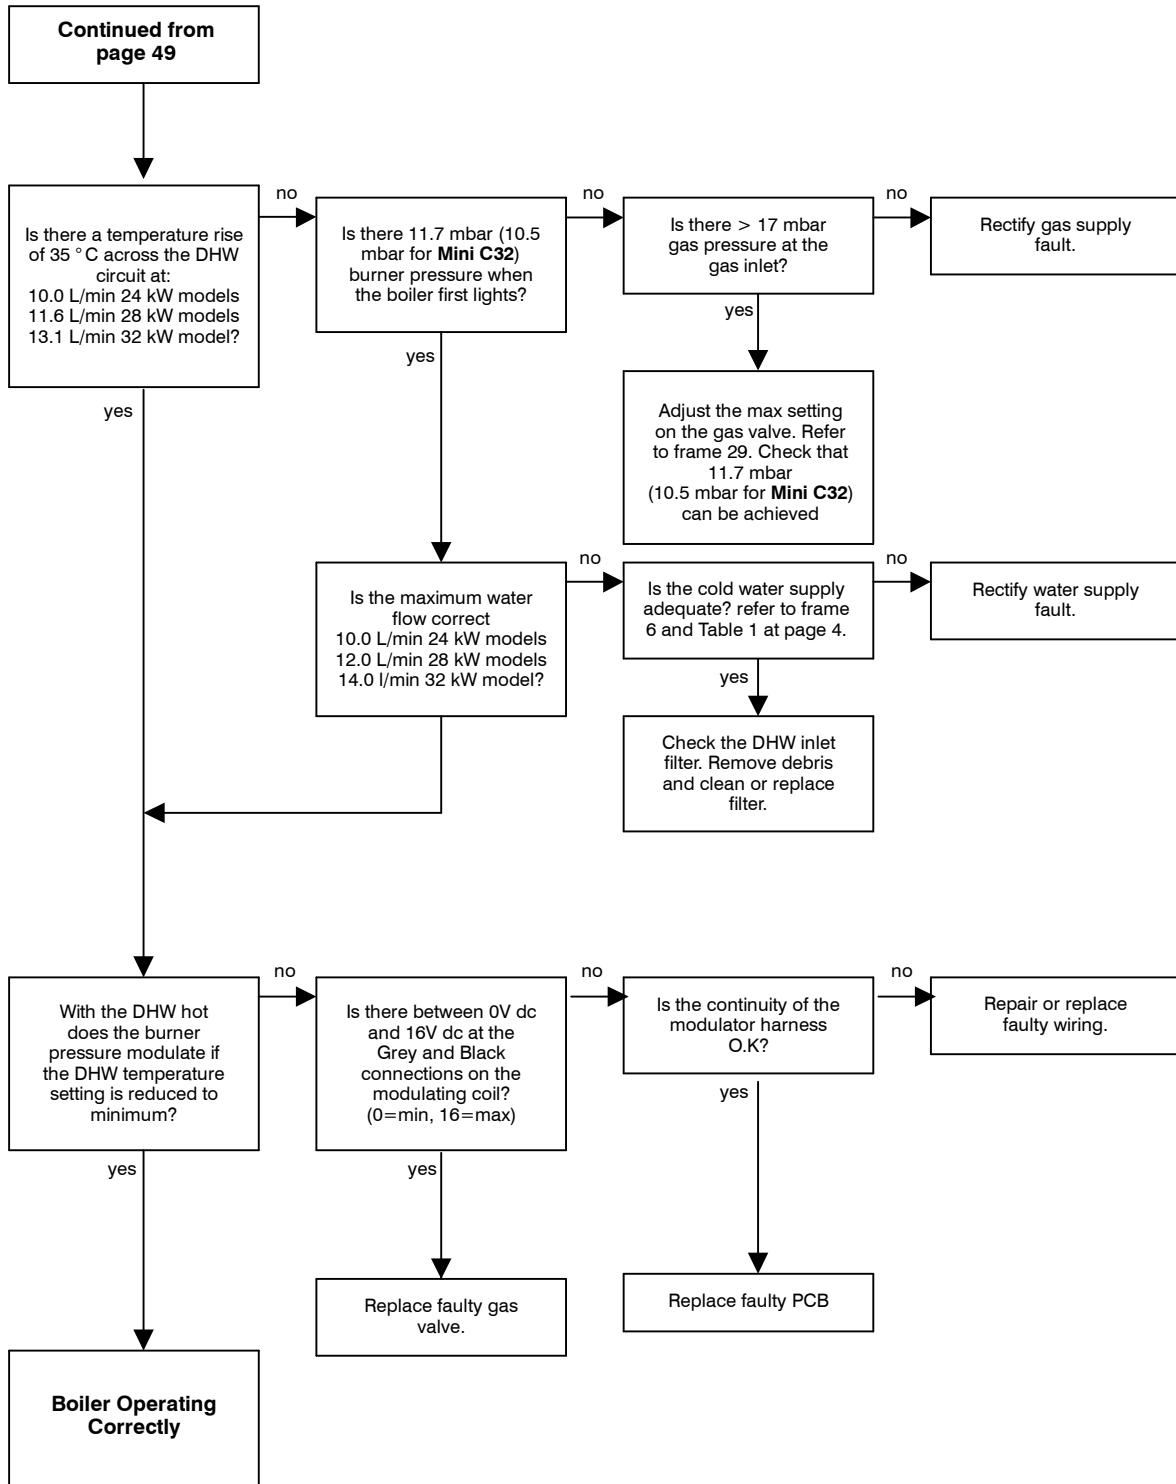 Continued from
page 49
Is there a temperature rise
of 35 °C across the DHW
circuit at:
10.0 L/min 24 kW models
11.6 L/min 28 kW models
13.1 L/min 32 kW model?
no
Is there 11.7 mbar (10.5
mbar for Mini C32)
burner pressure when
the boiler first lights?
no
Is there > 17 mbar
gas pressure at the
gas inlet?
no
Rectify gas supply
fault.
yes
Adjust the max setting
on the gas valve. Refer
to frame 29. Check that
11.7 mbar
(10.5 mbar for Mini C32)
can be achieved
yes
yes
Is the maximum water
flow correct
10.0 L/min 24 kW models
12.0 L/min 28 kW models
14.0 l/min 32 kW model?
no
Is the cold water supply
adequate? refer to frame
6 and Table 1 at page 4.
no
Rectify water supply
fault.
yes
Check the DHW inlet
filter. Remove debris
and clean or replace
filter.
With the DHW hot
does the burner
pressure modulate if
the DHW temperature
setting is reduced to
minimum?
no
Is there between 0V dc
and 16V dc at the
Grey and Black
connections on the
modulating coil?
(0=min, 16=max)
no
Is the continuity of the
modulator harness
O.K?
no
Repair or replace
faulty wiring.
yes
yes
yes
Replace faulty gas
valve.
Replace faulty PCB
Boiler Operating
Correctly